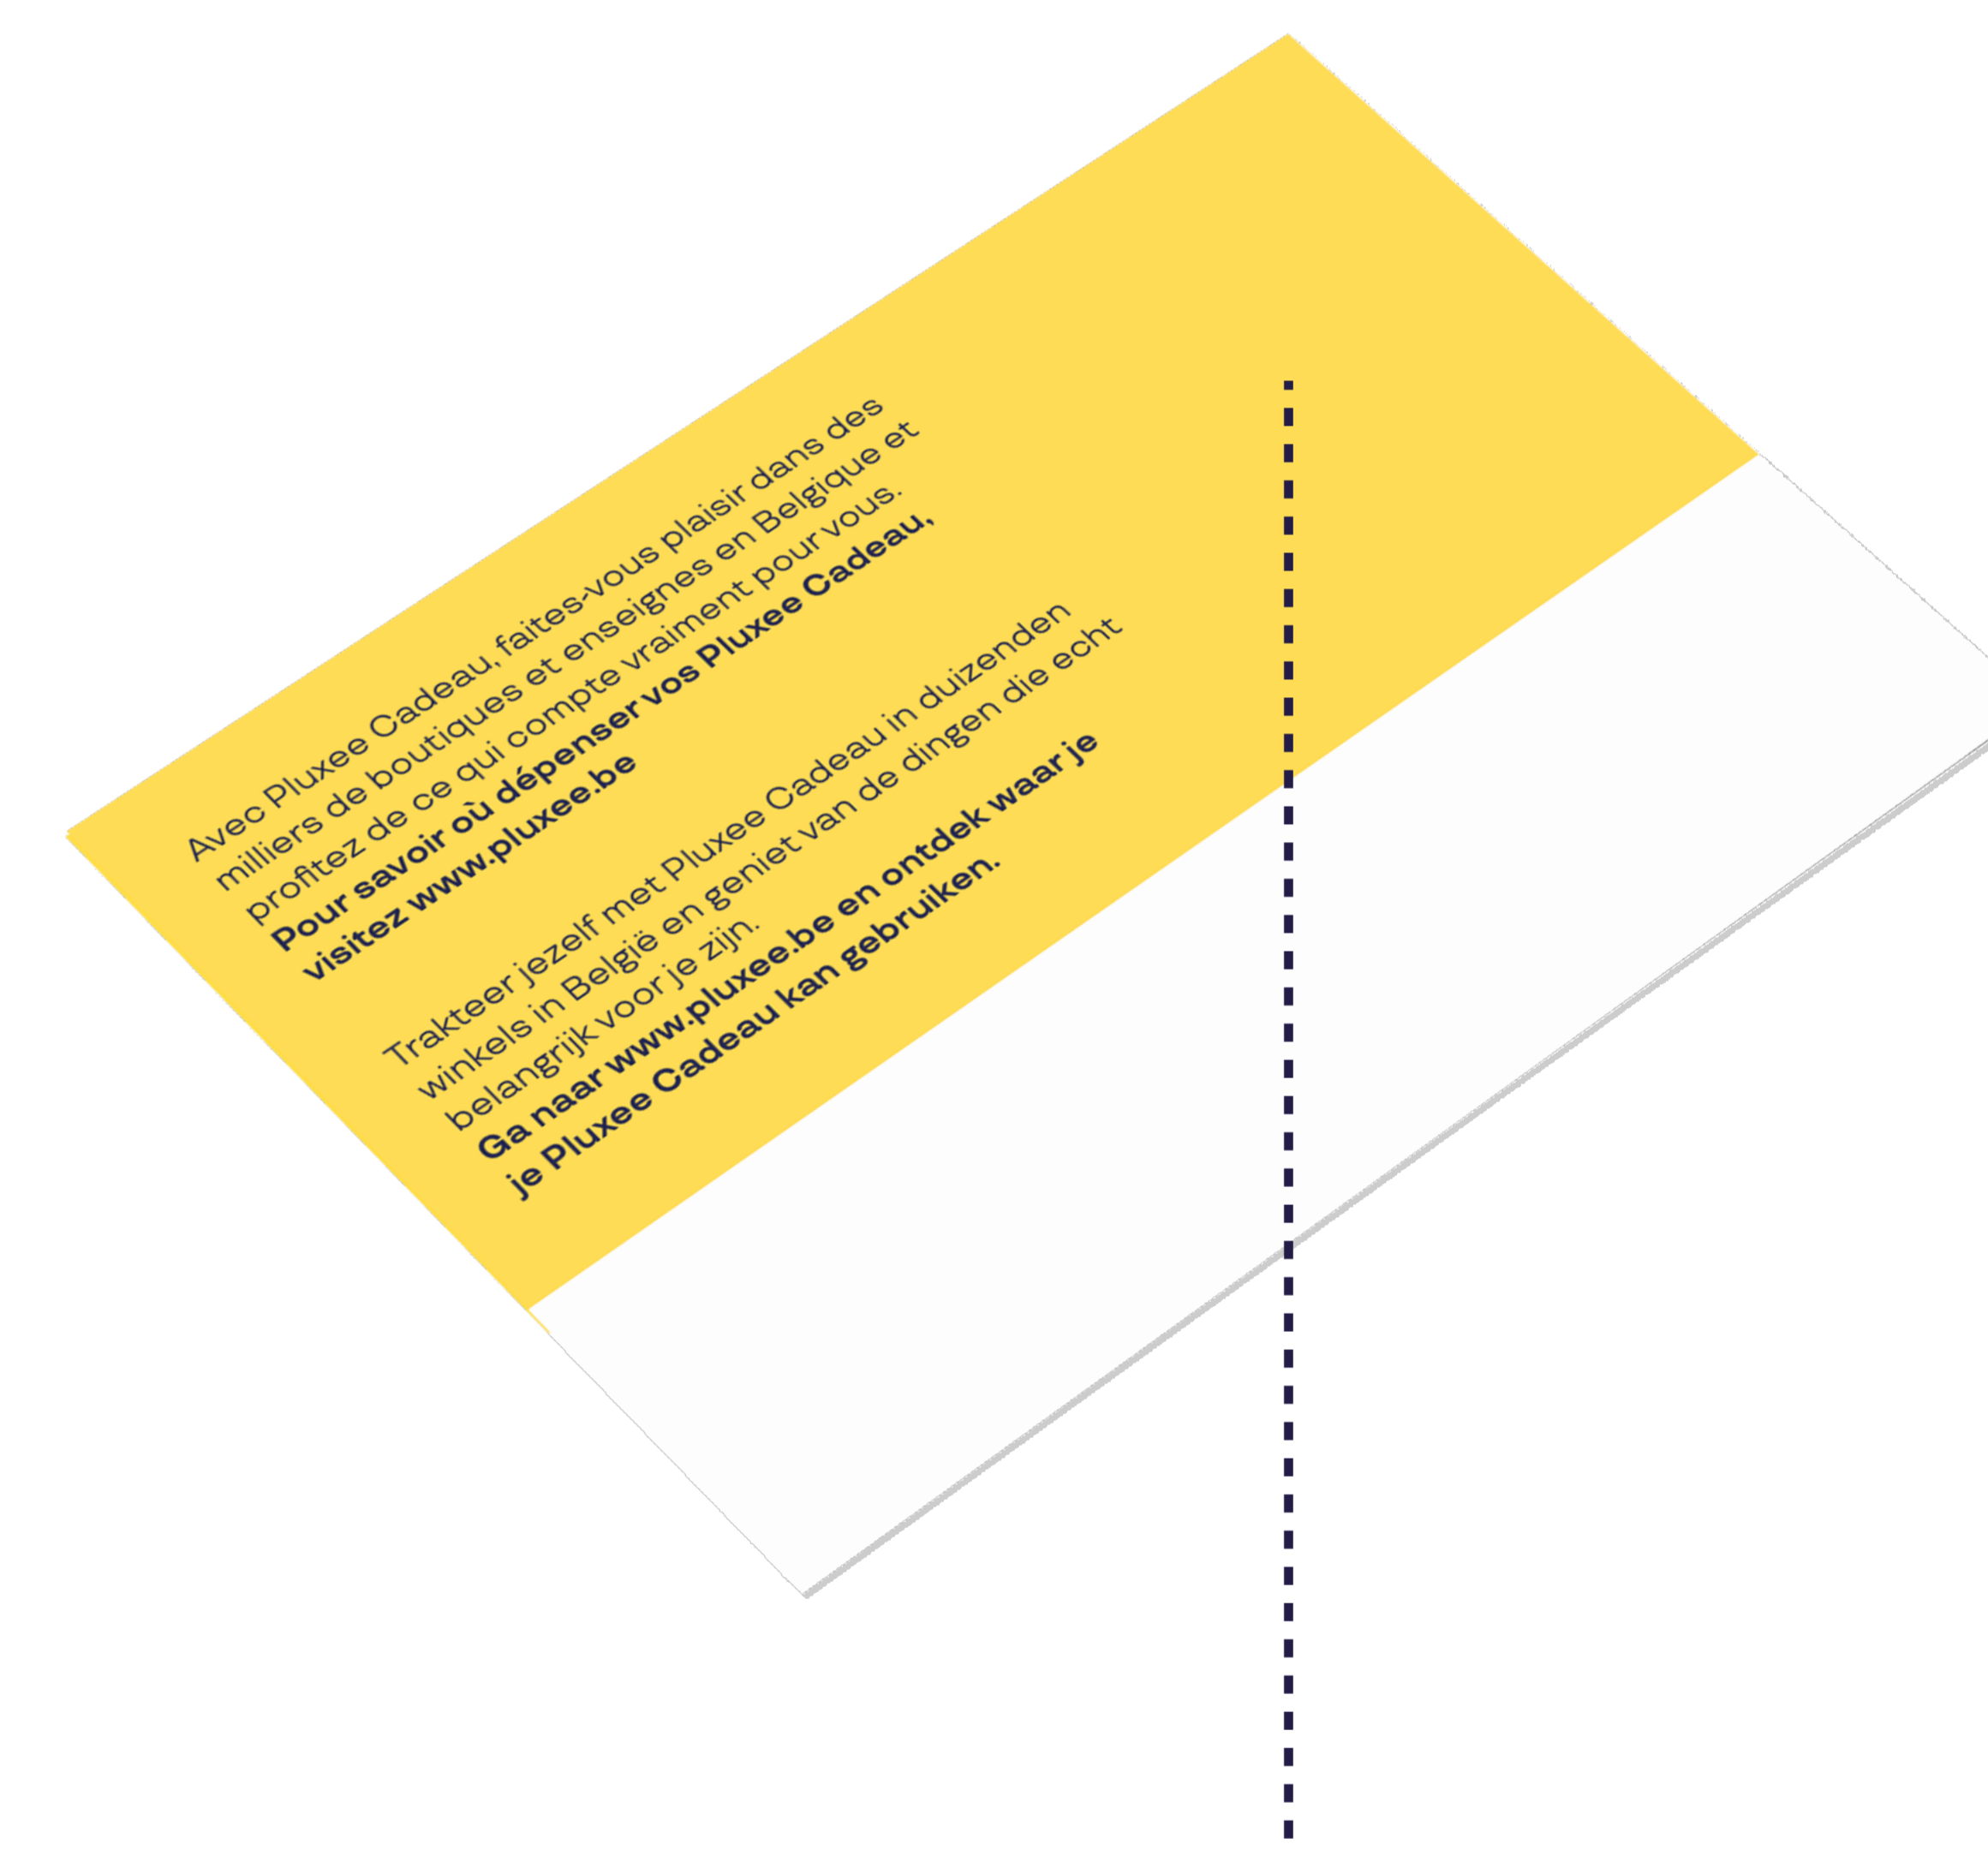 Avec Pluxee Cadeau, faites-vous plaisir dans des
milliers de boutiques et enseignes en Belgique et
profitez de ce qui compte vraiment pour vous.
Pour savoir où dépenser vos Pluxee Cadeau,
visitez www.pluxee.be
Trakteer jezelf met Pluxee Cadeau in duizenden
winkels in België en geniet van de dingen die echt
belangrijk voor je zijn.
Ga naar www.pluxee.be en ontdek waar je
je Pluxee Cadeau kan gebruiken.